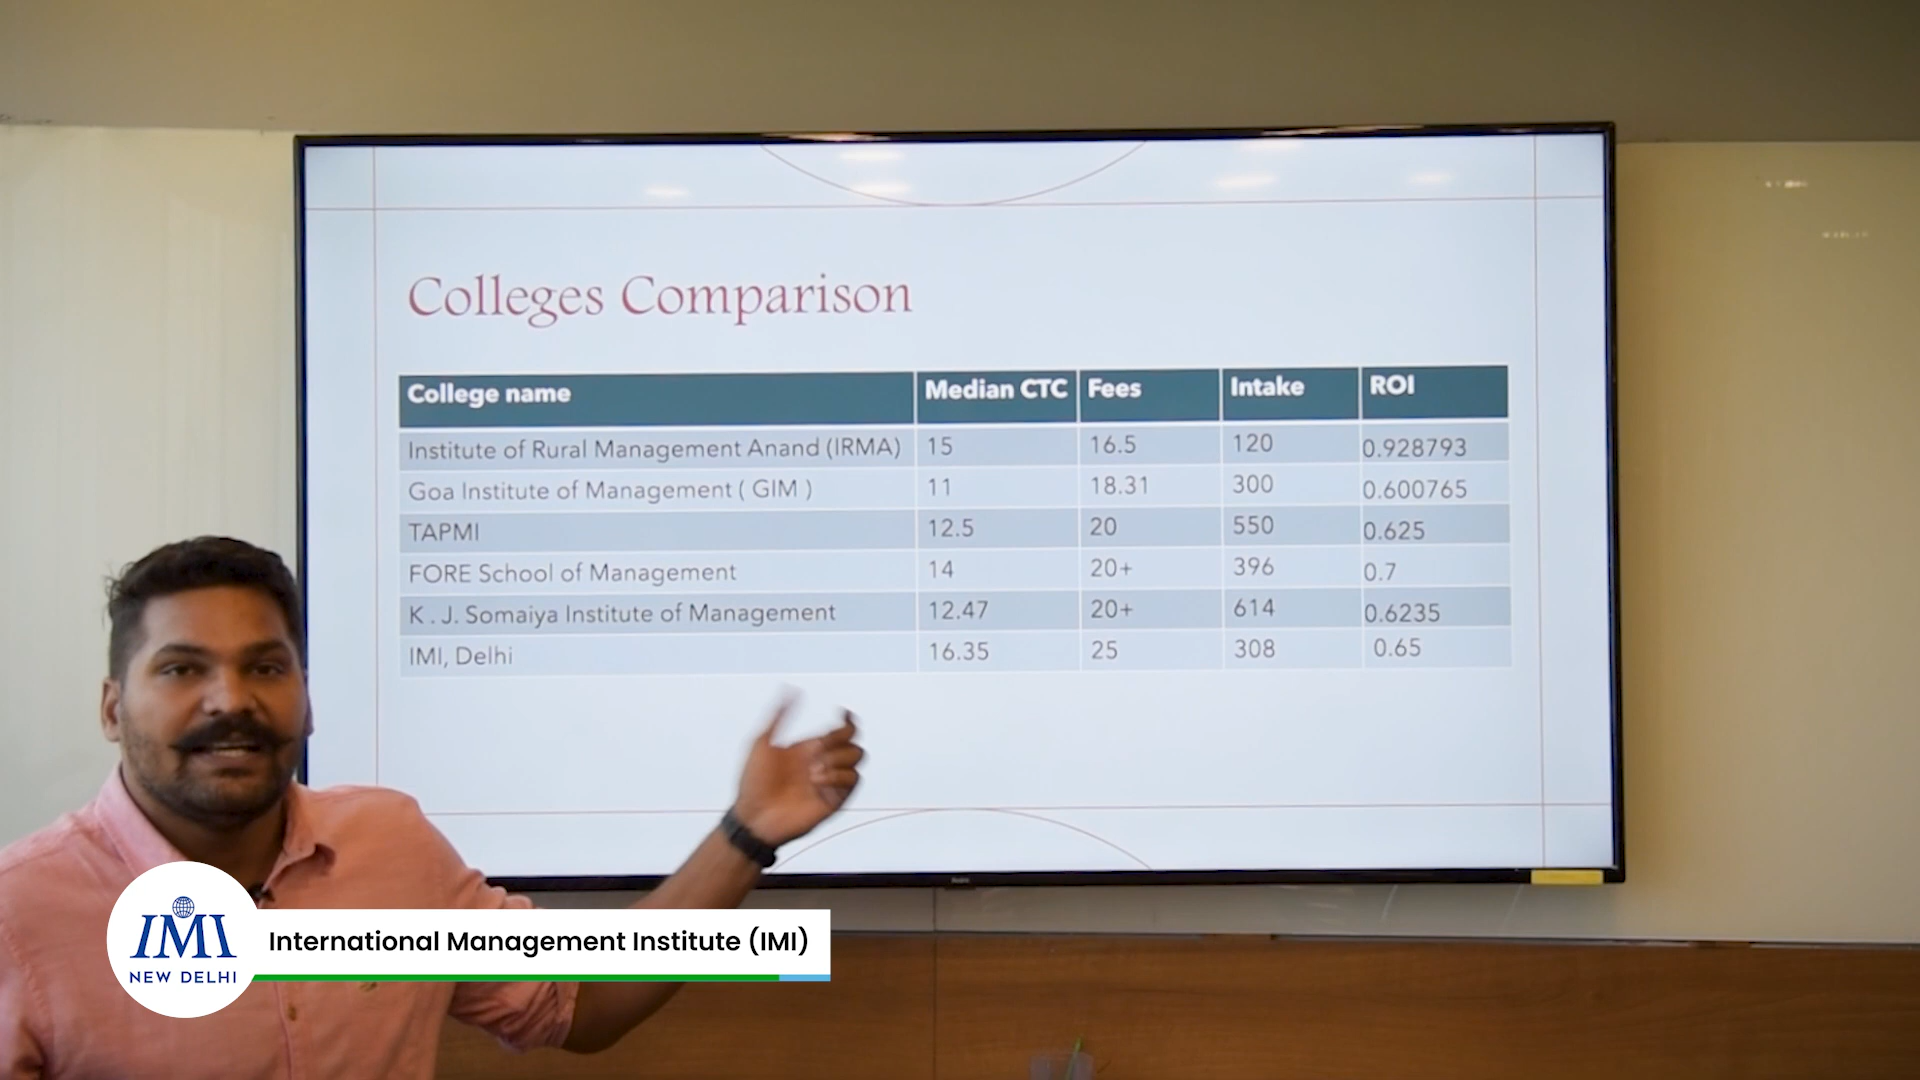 Colleges Comparison
College name Median CTC Fees Intake ROI
Institute of Rural Management Anand (IRMA) 15 16.5 120 0.928793
Goa Institute of Management ( GIM ) 11 18.31 300 0.600765
TAPMI 12.5 20 550 0.625
FORE School of Management 14 20+ 396 0.7
K . J. Somaiya Institute of Management 12.47 20+ 614 0.6235
IMI, Delhi 16.35 25 308 0.65
IMI
NEW DELHI
International Management Institute (IMI)